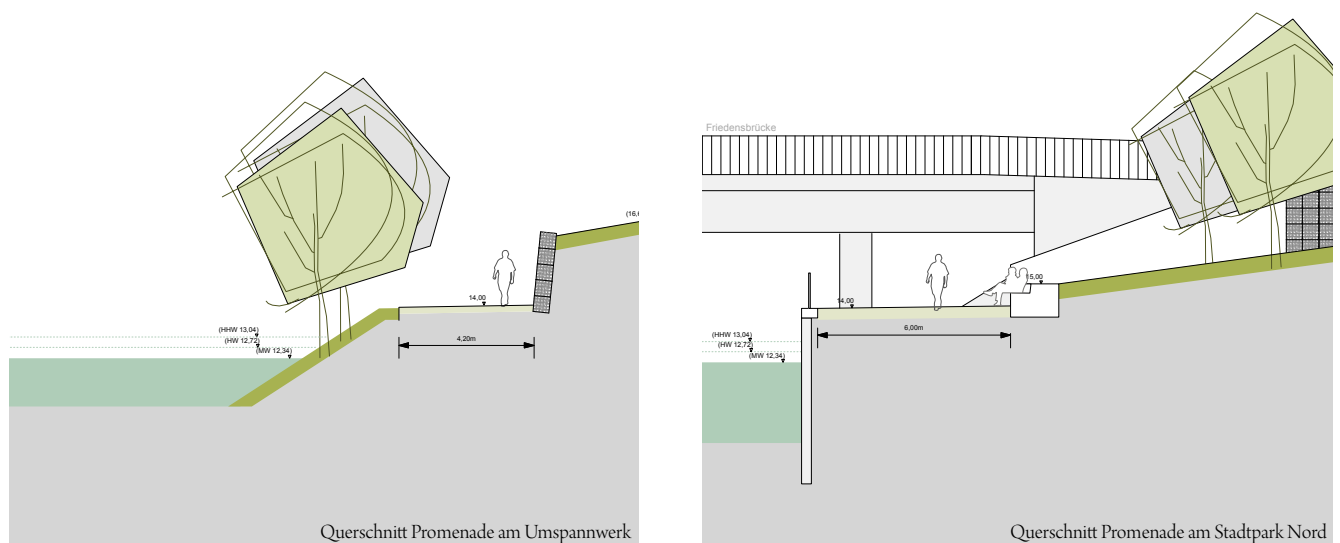 (16,
14,00
(HHW 13,04)
(HW 12,72)
(MW 12,34)
4,20m
Querschnitt Promenade am Umspannwerk
Friedensbrücke
15,00
14,00
(HHW 13,04)
(HW 12,72)
(MW 12,34)
6,00m
Querschnitt Promenade am Stadtpark Nord